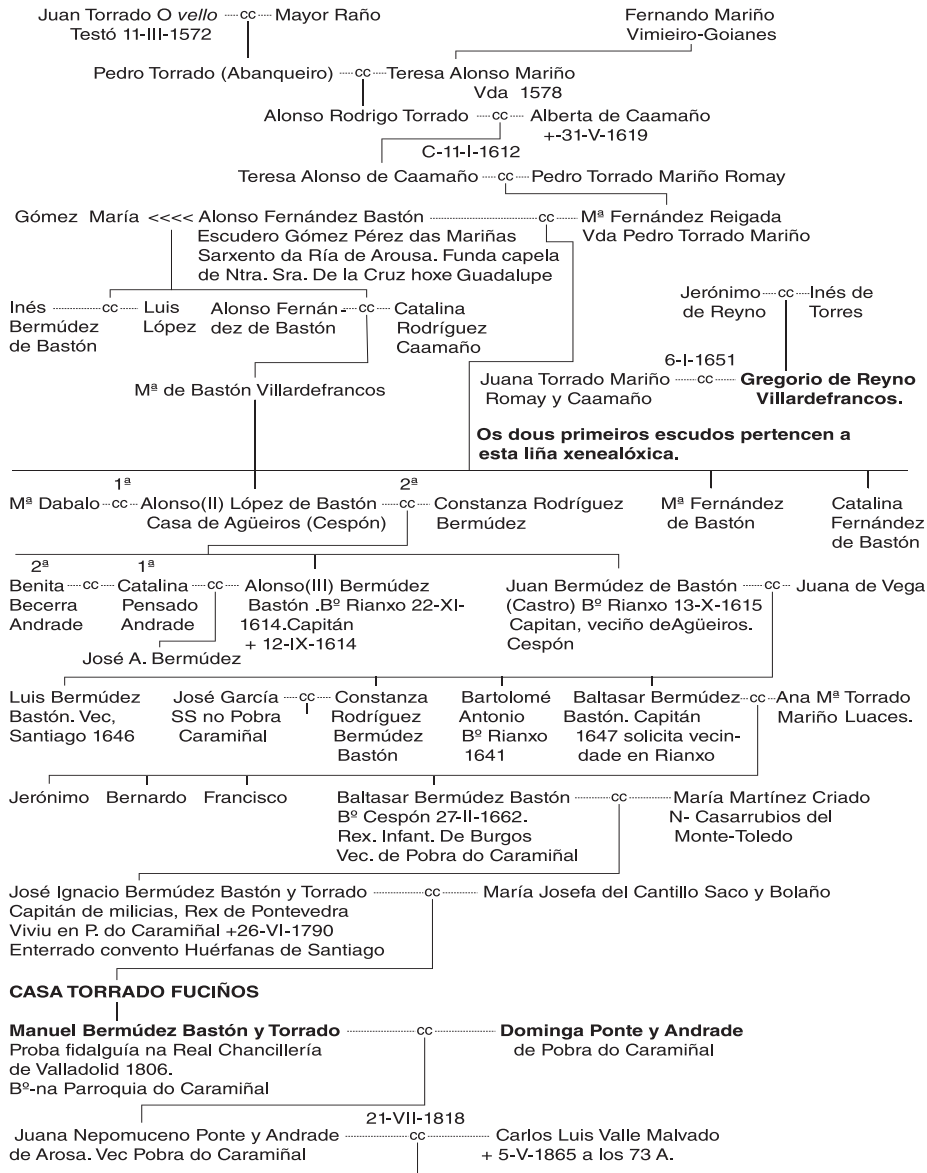 Juan Torrado O vello cc Mayor Raño Fernando Mariño
Testó 11-III-1572 Vimieiro-Goianes
Pedro Torrado (Abanqueiro) cc Teresa Alonso Mariño
Vda 1578
Alonso Rodrigo Torrado cc Alberta de Caamaño
+-31-V-1619
C-11-I-1612
Teresa Alonso de Caamaño cc Pedro Torrado Mariño Romay
Gómez María <<<< Alonso Fernández Bastón cc Mª Fernández Reigada
Escudero Gómez Pérez das Mariñas Vda Pedro Torrado Mariño
Sarxento da Ría de Arousa. Funda capela
de Ntra. Sra. De la Cruz hoxe Guadalupe
Jerónimo cc Inés de
de Reyno Torres
Inés cc Luis Alonso Fernán- cc Catalina
Bermúdez López dez de Bastón Rodríguez
de Bastón Caamaño
6-I-1651
Mª de Bastón Villardefrancos Juana Torrado Mariño cc Gregorio de Reyno
Romay y Caamaño Villardefrancos.
Os dous primeiros escudos pertencen a
esta liña xenealóxica.
1ª 2ª
Mª Dabalo cc Alonso(II) López de Bastón cc Constanza Rodríguez Mª Fernández Catalina
Casa de Agüeiros (Cespón) Bermúdez de Bastón Fernández
de Bastón
2ª 1ª
Benita cc Catalina cc Alonso(III) Bermúdez Juan Bermúdez de Bastón cc Juana de Vega
Becerra Pensado Bastón .Bº Rianxo 22-XI- (Castro) Bº Rianxo 13-X-1615
Andrade Andrade 1614.Capitán Capitan, veciño deAgüeiros.
+ 12-IX-1614 Cespón
José A. Bermúdez
Luis Bermúdez José García cc Constanza Bartolomé Baltasar Bermúdez cc Ana Mª Torrado
Bastón. Vec, SS no Pobra Rodríguez Antonio Bastón. Capitán Mariño Luaces.
Santiago 1646 Caramiñal Bermúdez Bº Rianxo 1647 solicita vecin-
Bastón 1641 dade en Rianxo
Jerónimo Bernardo Francisco Baltasar Bermúdez Bastón cc María Martínez Criado
Bº Cespón 27-II-1662. N- Casarrubios del
Rex. Infant. De Burgos Monte-Toledo
Vec. de Pobra do Caramiñal
José Ignacio Bermúdez Bastón y Torrado cc María Josefa del Cantillo Saco y Bolaño
Capitán de milicias, Rex de Pontevedra
Viviu en P. do Caramiñal +26-VI-1790
Enterrado convento Huérfanas de Santiago
CASA TORRADO FUCIÑOS
Manuel Bermúdez Bastón y Torrado cc Dominga Ponte y Andrade
Proba fidalguía na Real Chancillería de Pobra do Caramiñal
de Valladolid 1806.
Bº-na Parroquia do Caramiñal
21-VII-1818
Juana Nepomuceno Ponte y Andrade cc Carlos Luis Valle Malvado
de Arosa. Vec Pobra do Caramiñal + 5-V-1865 a los 73 A.